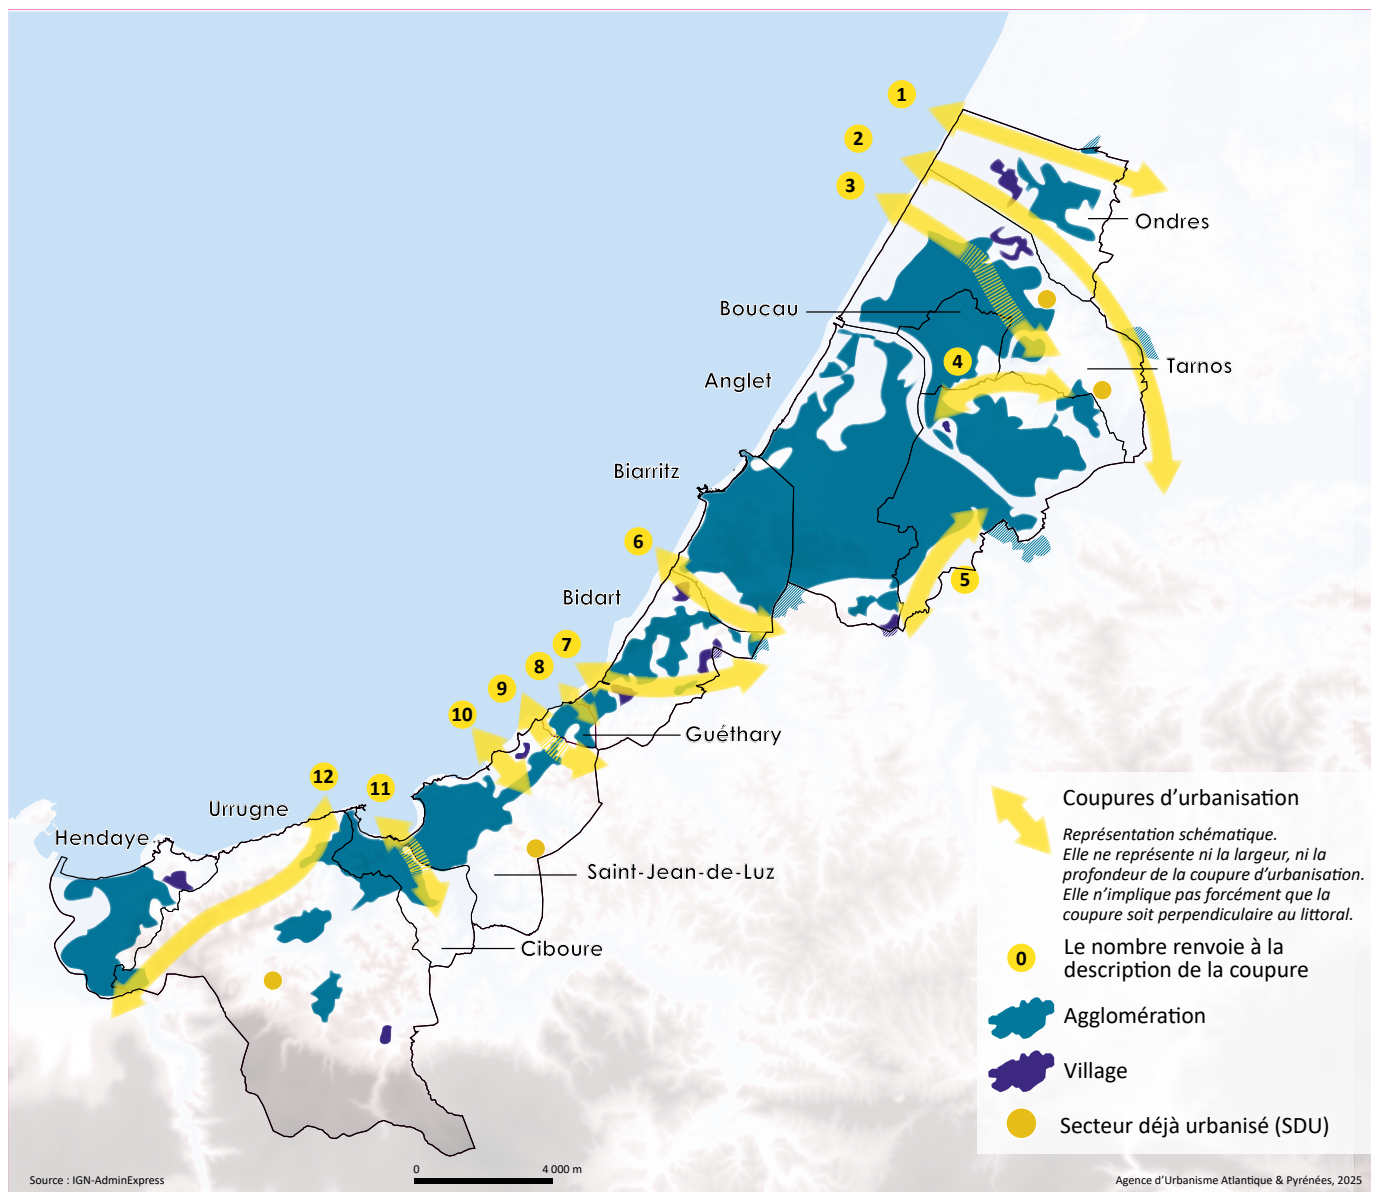 1
2
3
Ondres
Boucau
4
Tarnos
Anglet
Biarritz
6
5
Bidart
7
8
9
10
Guéthary
12
11
Urrugne
Hendaye
Saint-Jean-de-Luz
Ciboure
Coupures d'urbanisation
Représentation schématique.
Elle ne représente ni la largeur, ni la
profondeur de la coupure d'urbanisation.
Elle n'implique pas forcément que la
coupure soit perpendiculaire au littoral.
0
Le nombre renvoie à la
description de la coupure
Agglomération
Village
Secteur déjà urbanisé (SDU)
0
4 000 m
Source : IGN-AdminExpress
Agence d'Urbanisme Atlantique & Pyrénées, 2025